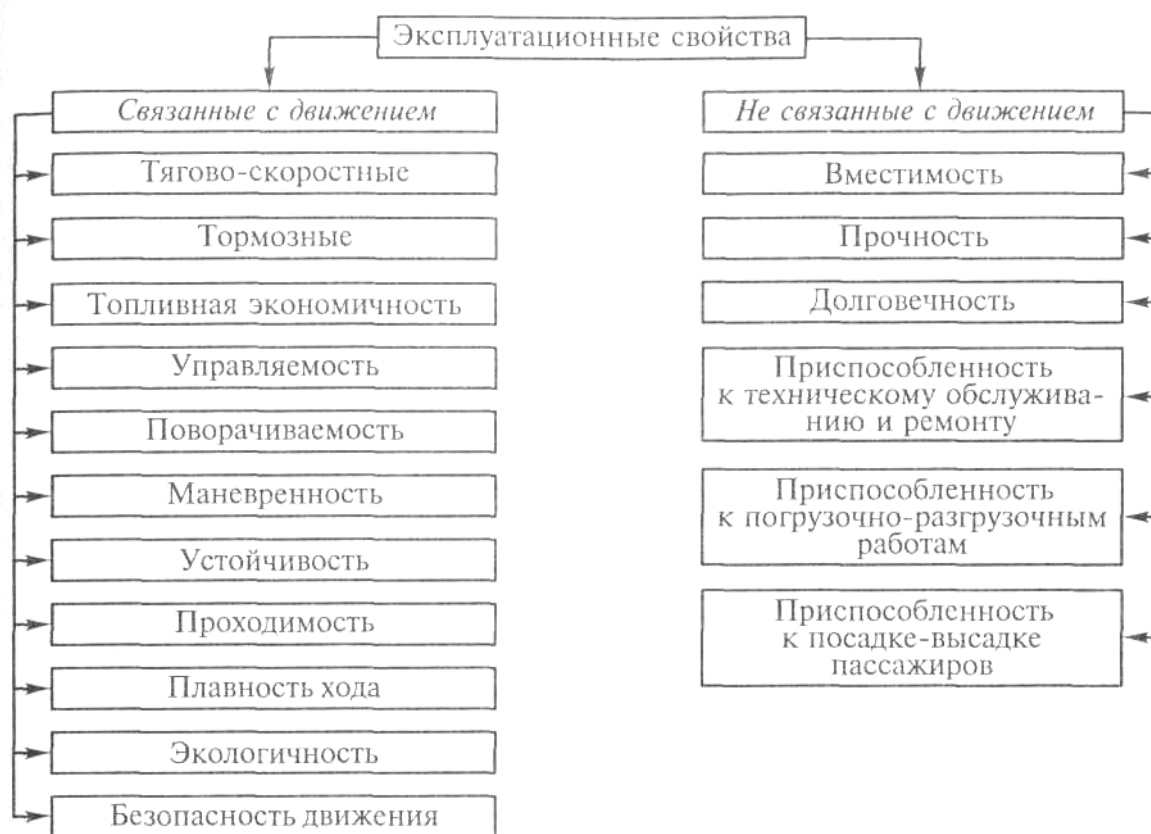 Эксплуатационные свойства
Связанные с движением
Тягово-скоростные
Тормозные
Топливная экономичность
Управляемость
Поворачиваемость
Маневренность
Устойчивость
Проходимость
Плавность хода
Экологичность
Безопасность движения
Не связанные с движением
Вместимость
Прочность
Долговечность
Приспособленность
к техническому обслужива-
нию и ремонту
Приспособленность
к погрузочно-разгрузочным
работам
Приспособленность
к посадке-высадке
пассажиров